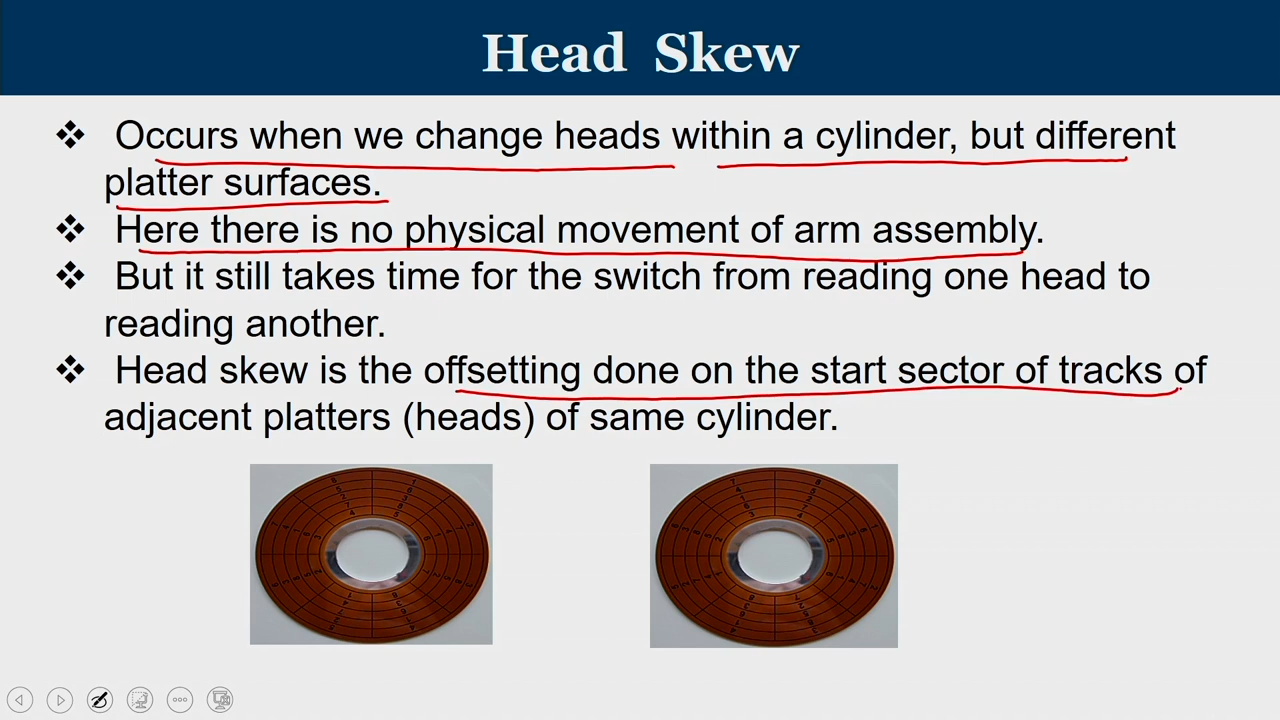 Head Skew
❖ Occurs when we change heads within a cylinder, but different
platter surfaces.
❖ Here there is no physical movement of arm assembly.
❖ But it still takes time for the switch from reading one head to
reading another.
❖ Head skew is the offsetting done on the start sector of tracks of
adjacent platters (heads) of same cylinder.